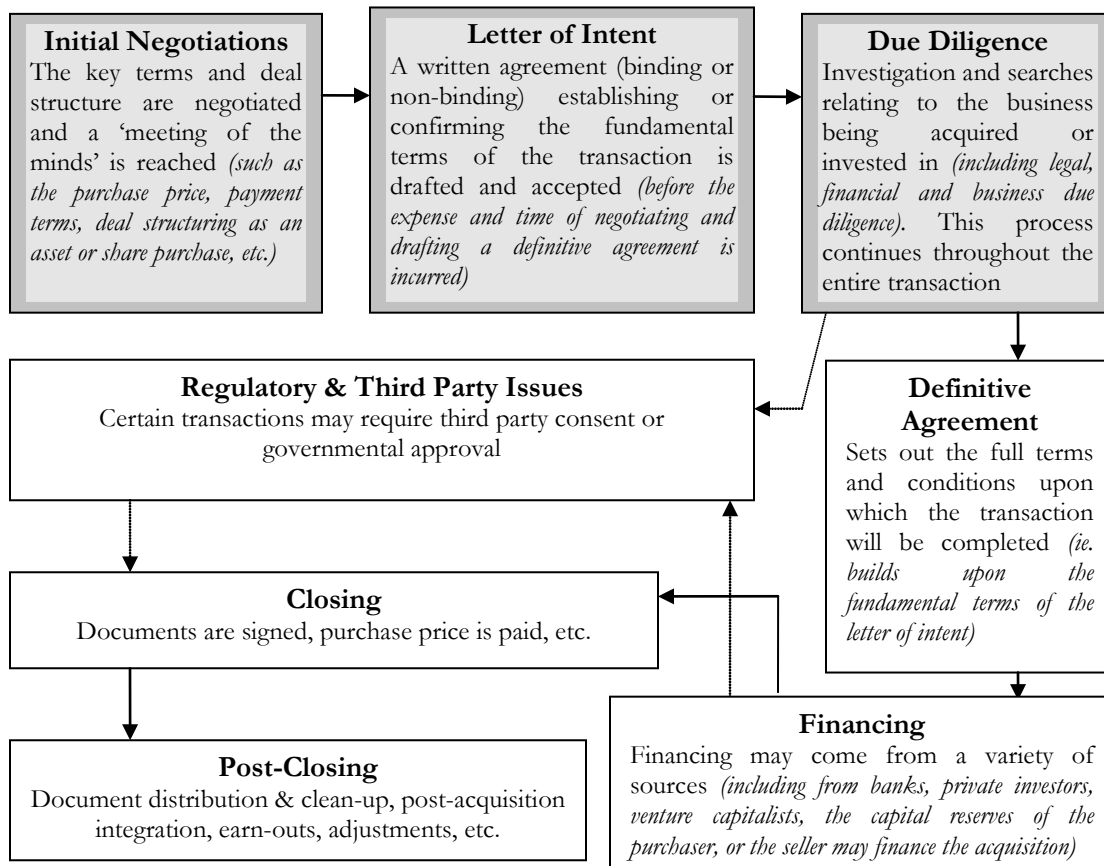 Initial Negotiations
The key terms and deal
structure are negotiated
and a ‘meeting of the
minds’ is reached (such as
the purchase price, payment
terms, deal structuring as an
asset or share purchase, etc.)
Letter of Intent
A written agreement (binding or
non-binding) establishing or
confirming the fundamental
terms of the transaction is
drafted and accepted (before the
expense and time of negotiating and
drafting a definitive agreement is
incurred)
Due Diligence
Investigation and searches
relating to the business
being acquired or
invested in (including legal,
financial and business due
diligence). This process
continues throughout the
entire transaction
Regulatory & Third Party Issues
Certain transactions may require third party consent or
governmental approval
Definitive
Agreement
Sets out the full terms
and conditions upon
which the transaction
will be completed (ie.
builds upon the
fundamental terms of the
letter of intent)
Closing
Documents are signed, purchase price is paid, etc.
Financing
Financing may come from a variety of
sources (including from banks, private investors,
venture capitalists, the capital reserves of the
purchaser, or the seller may finance the acquisition)
Post-Closing
Document distribution & clean-up, post-acquisition
integration, earn-outs, adjustments, etc.